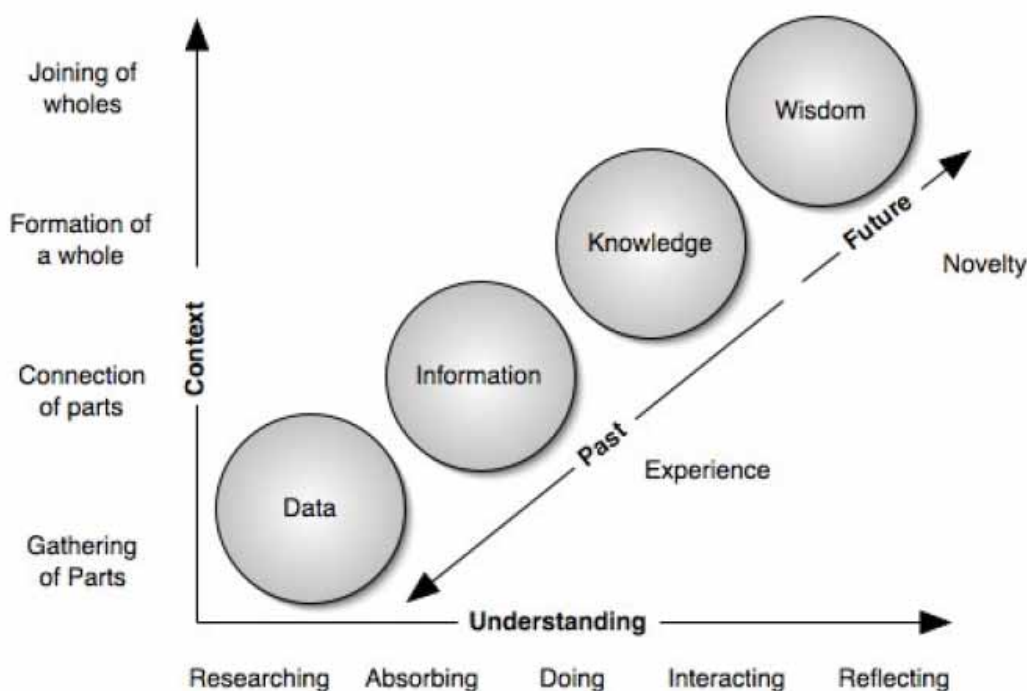 Joining of
wholes
Wisdom
Formation of
a whole
Knowledge
Future
Novelty
Context
Connection
of parts
Information
Past
Experience
Data
Gathering
of Parts
Understanding
Researching Absorbing Doing Interacting Reflecting